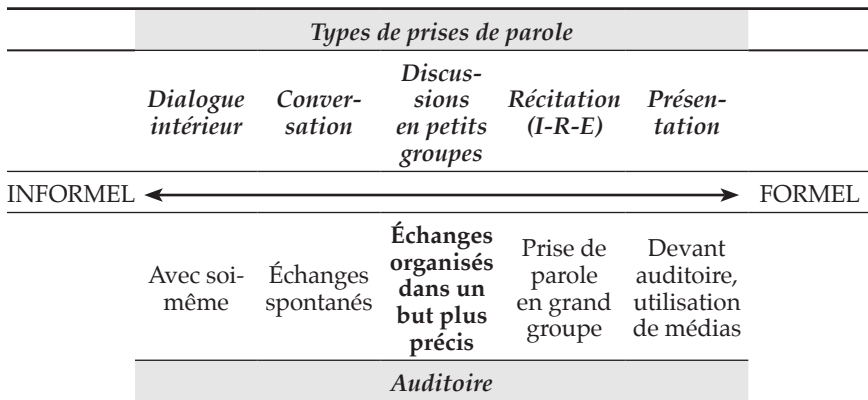 Types de prises de parole
Dialogue intérieur
Conver-sation
Discus-sions en petits groupes
Récitation (I-R-E)
Présen-tation
INFORMEL FORMEL
Avec soi-même
Échanges spontanés
Échanges organisés dans un but plus précis
Prise de parole en grand groupe
Devant auditoire, utilisation de médias
Auditoire